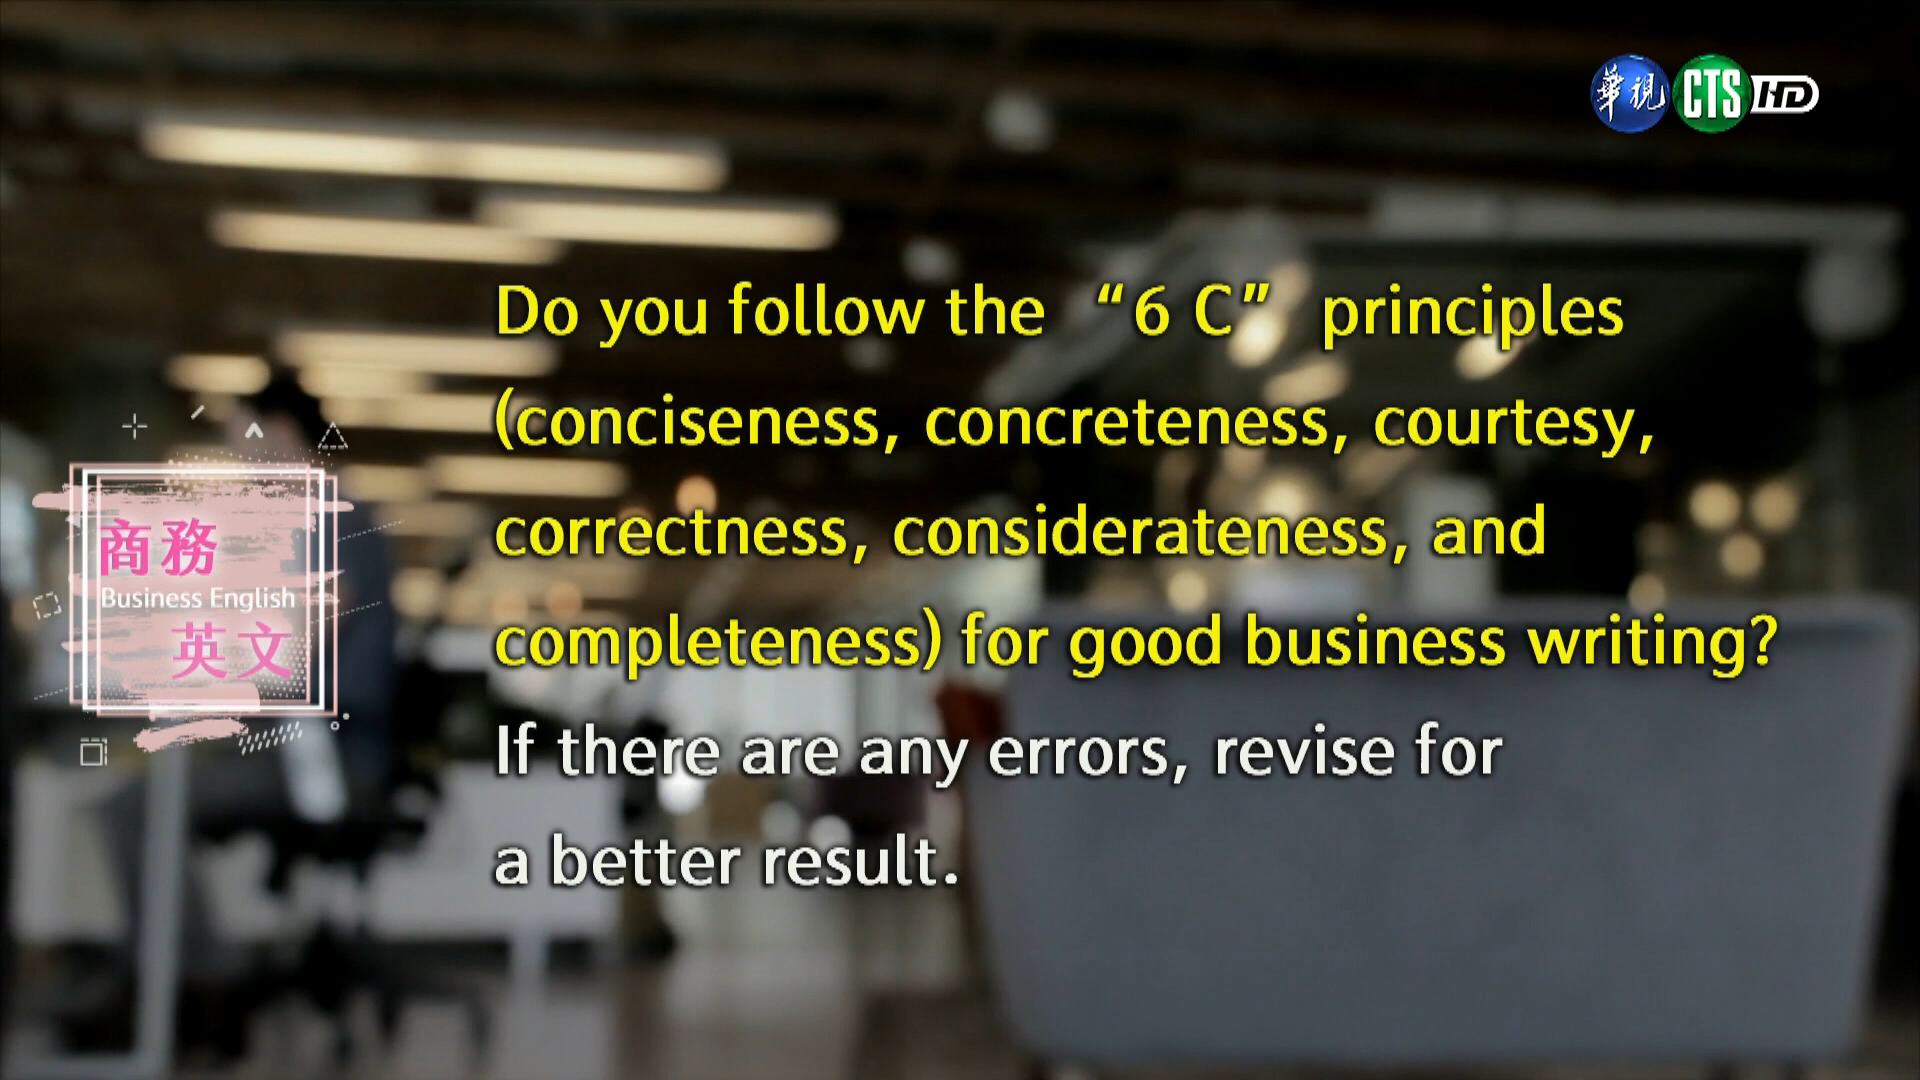 華視 CTS HD
Do you follow the “6 C” principles
(conciseness, concreteness, courtesy,
correctness, considerateness, and
completeness) for good business writing?
If there are any errors, revise for
a better result.
商務
Business English
英文